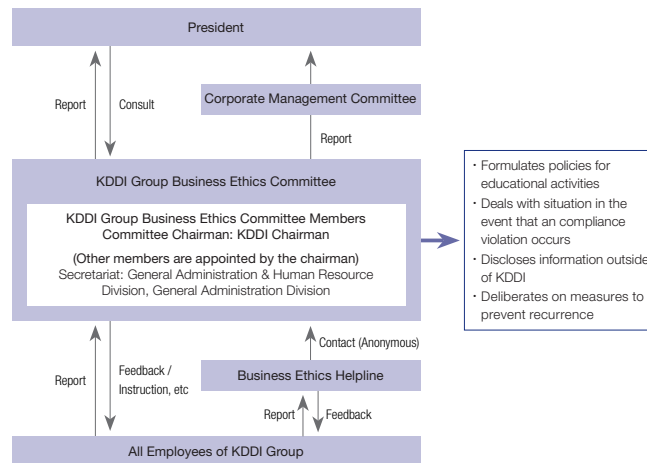 President
Report
Consult
Corporate Management Committee
Report
KDDI Group Business Ethics Committee
KDDI Group Business Ethics Committee Members
Committee Chairman: KDDI Chairman
(Other members are appointed by the chairman)
Secretariat: General Administration & Human Resource
Division, General Administration Division
· Formulates policies for
educational activities
· Deals with situation in the
event that an compliance
violation occurs
· Discloses information outside
of KDDI
· Deliberates on measures to
prevent recurrence
Report
Feedback /
Instruction, etc
Contact (Anonymous)
Business Ethics Helpline
Report
Feedback
All Employees of KDDI Group